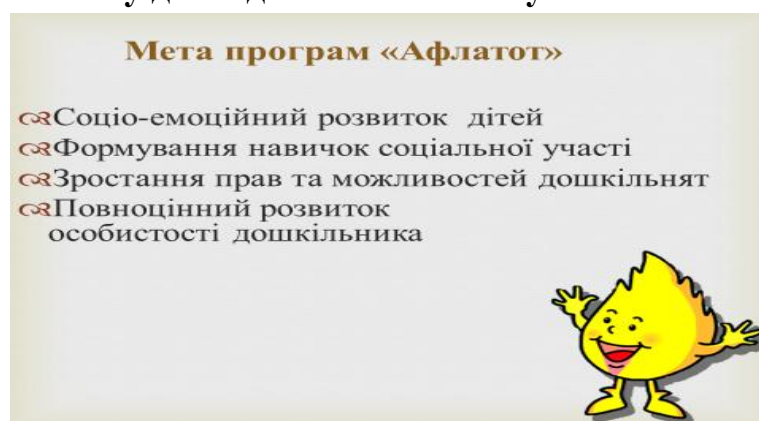 Мета програм «Афлатот»
Соціо-емоційний розвиток дітей
Формування навичок соціальної участі
Зростання прав та можливостей дошкільнят
Повноцінний розвиток
особистості дошкільника